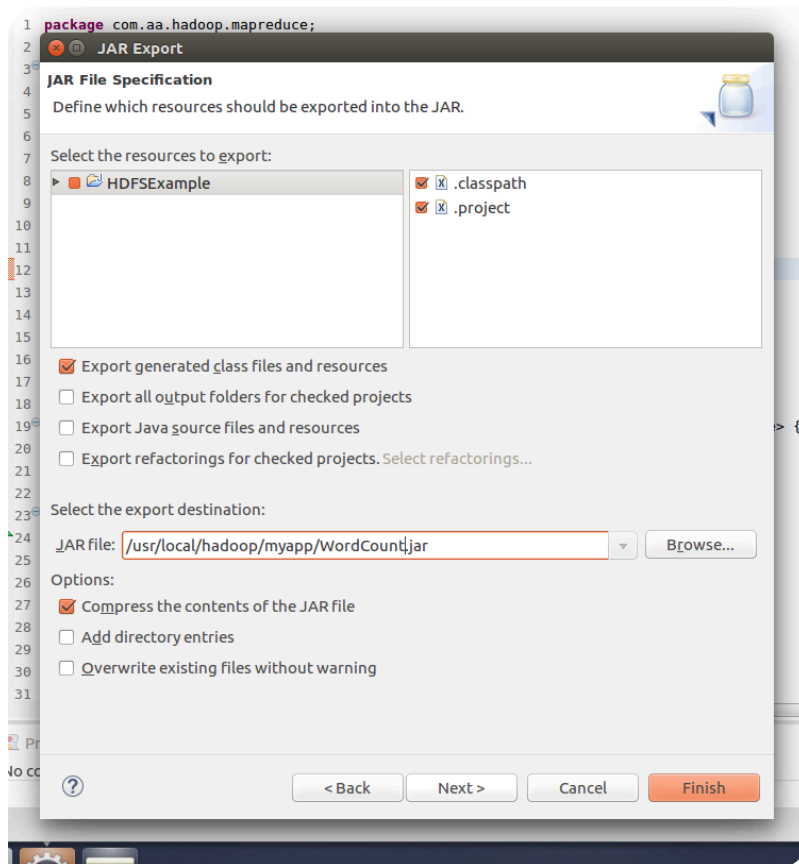 1 package com.aa.hadoop.mapreduce;
2
JAR Export
3
JAR File Specification
4
Define which resources should be exported into the JAR.
5
6
7
Select the resources to export:
8
HDFSExample
.classpath
9
.project
10
11
12
13
14
15
16
Export generated class files and resources
17
Export all output folders for checked projects
18
19
Export Java source files and resources
> {
20
Export refactorings for checked projects. Select refactorings...
21
22
Select the export destination:
23
24
JAR file: /usr/local/hadoop/myapp/WordCount.jar
Browse...
25
Options:
26
27
Compress the contents of the JAR file
28
Add directory entries
29
30
Overwrite existing files without warning
31
< Back
Next >
Cancel
Finish